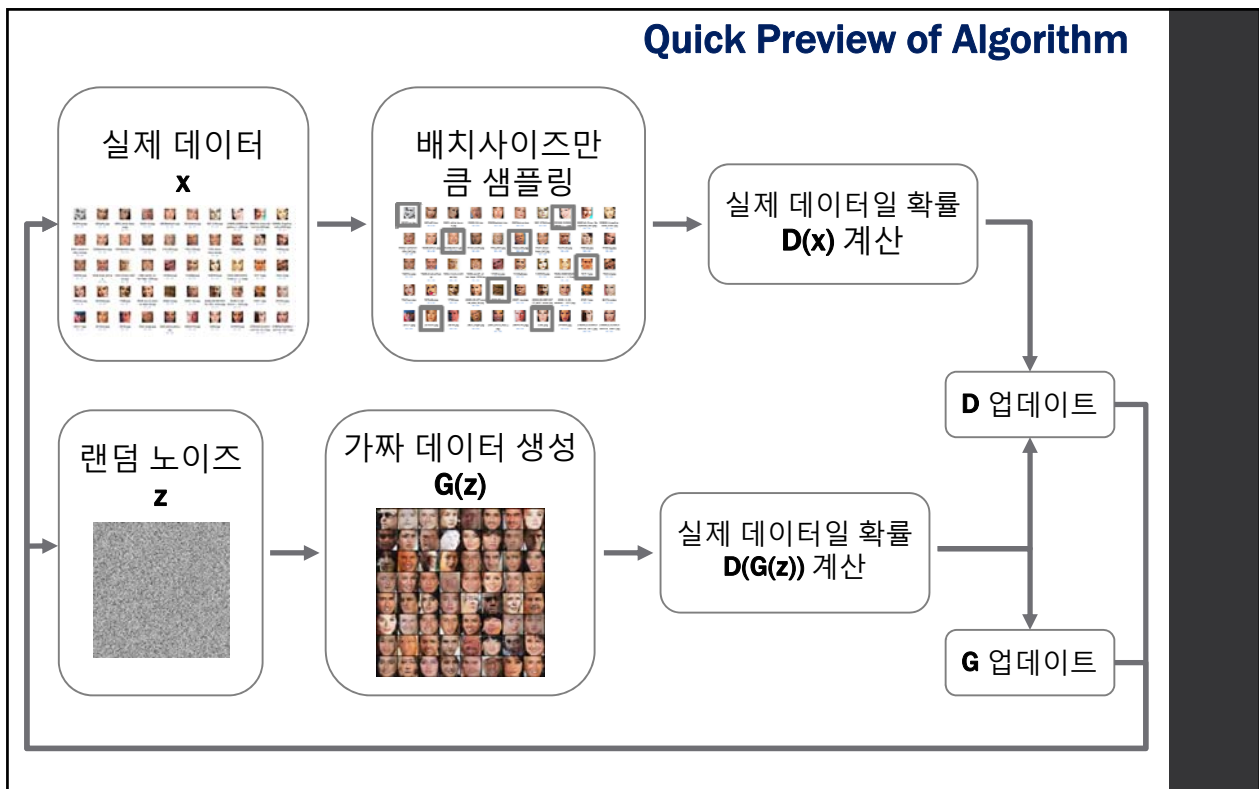 Quick Preview of Algorithm
실제 데이터
x
배치사이즈만
큼 샘플링
실제 데이터일 확률
D(x) 계산
D 업데이트
랜덤 노이즈
z
가짜 데이터 생성
G(z)
실제 데이터일 확률
D(G(z)) 계산
G 업데이트